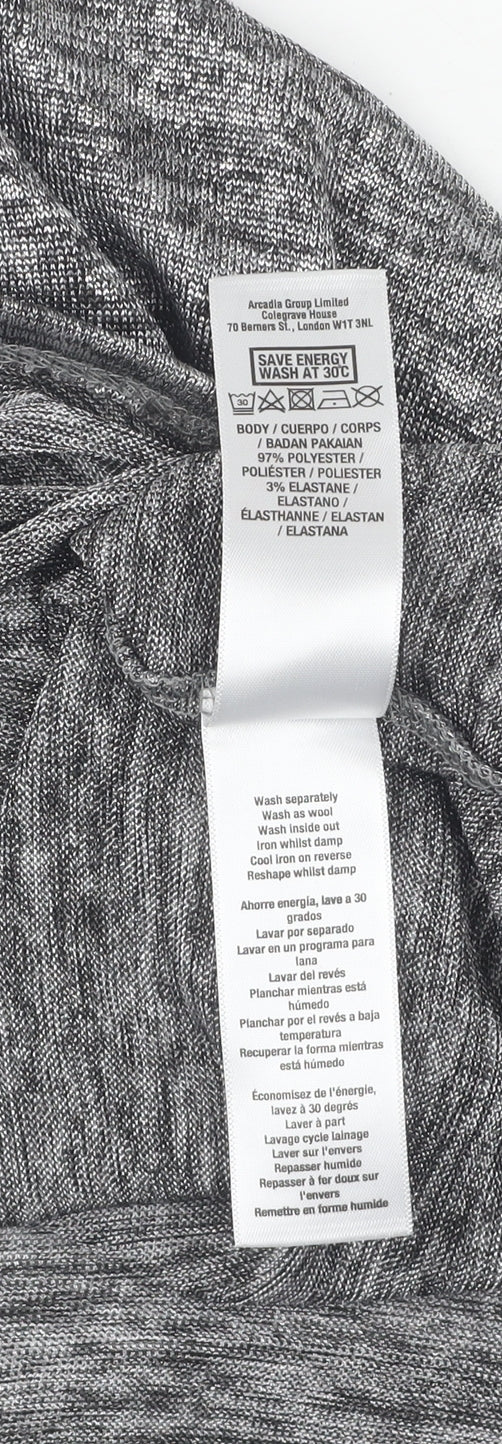 Arcadia Group Limited
Colegrave House
70 Berners St., London W1T 3NL
SAVE ENERGY
WASH AT 30°C
30
BODY / CUERPO / CORPS
/ BADAN PAKAIAN
97% POLYESTER /
POLIÉSTER / POLIESTER
3% ELASTANE /
ELASTANO /
ÉLASTHANNE / ELASTAN
/ ELASTANA
Wash separately
Wash as wool
Wash inside out
Iron whilst damp
Cool iron on reverse
Reshape whilst damp
Ahorre energía, lave a 30
grados
Lavar por separado
Lavar en un programa para
lana
Lavar del revés
Planchar mientras está
húmedo
Planchar por el revés a baja
temperatura
Recuperar la forma mientras
está húmedo
Économisez de l'énergie,
lavez à 30 degrés
Laver à part
Lavage cycle lainage
Laver sur l'envers
Repasser humide
Repasser à fer doux sur
l'envers
Remettre en forme humide